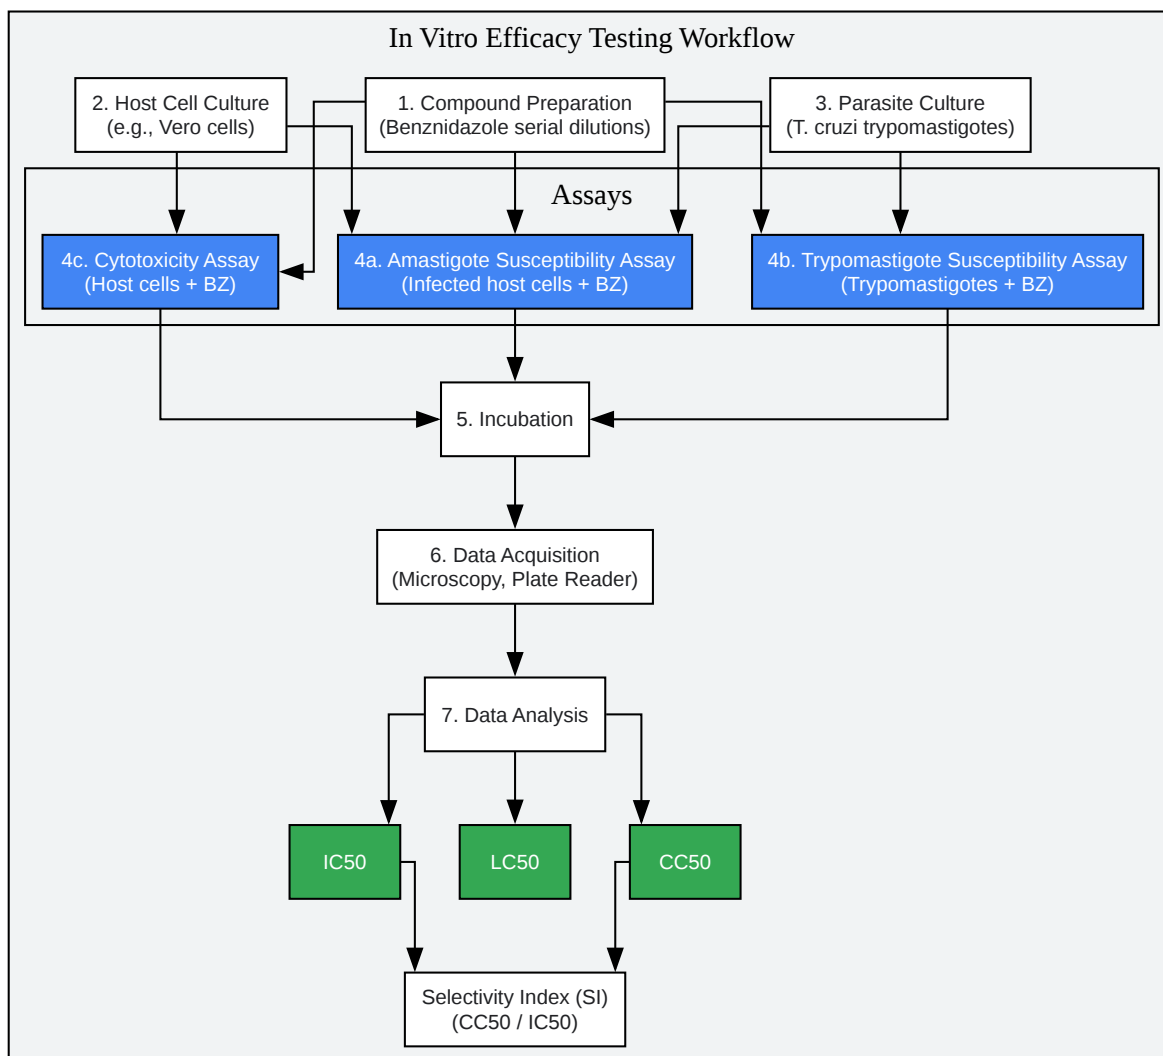 In Vitro Efficacy Testing Workflow
2. Host Cell Culture
(e.g., Vero cells)
1. Compound Preparation
(Benznidazole serial dilutions)
3. Parasite Culture
(T. cruzi trypomastigotes)
Assays
4c. Cytotoxicity Assay
(Host cells + BZ)
4a. Amastigote Susceptibility Assay
(Infected host cells + BZ)
4b. Trypomastigote Susceptibility Assay
(Trypomastigotes + BZ)
5. Incubation
6. Data Acquisition
(Microscopy, Plate Reader)
7. Data Analysis
IC50
LC50
CC50
Selectivity Index (SI)
(CC50 / IC50)